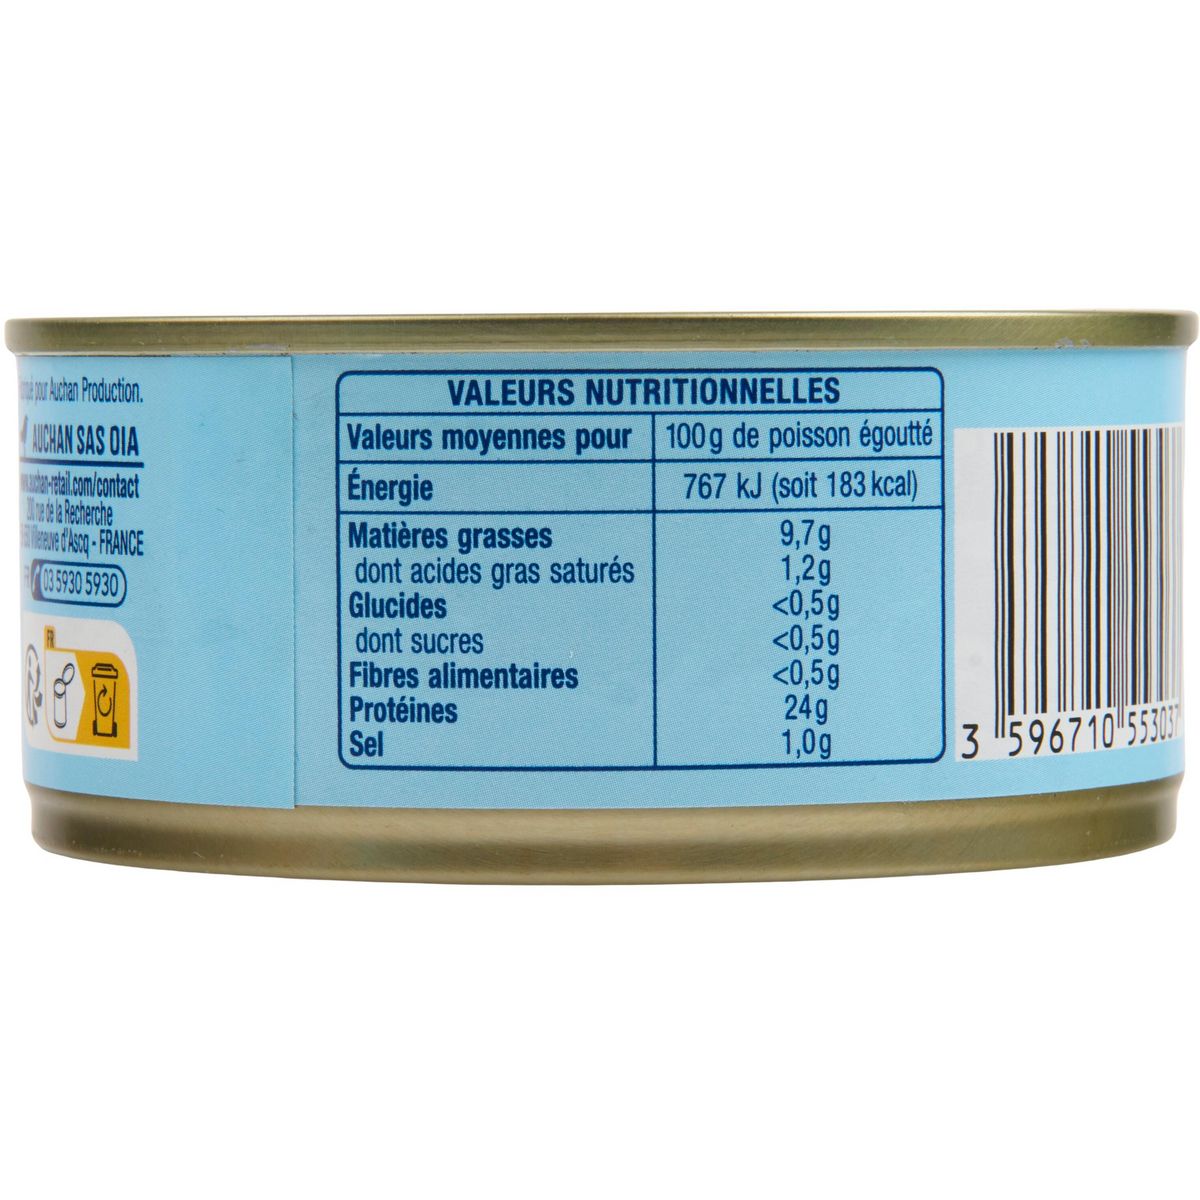 pour Auchan Production.
AUCHAN SAS OIA
www.auchan-retail.com/contact
200 rue de la Recherche
Villeneuve d'Ascq - FRANCE
FR 03 5930 5930
FR
VALEURS NUTRITIONNELLES
Valeurs moyennes pour 100g de poisson égoutté
Énergie 767 kJ (soit 183 kcal)
Matières grasses 9,7g
dont acides gras saturés 1,2g
Glucides <0,5g
dont sucres <0,5g
Fibres alimentaires <0,5g
Protéines 24g
Sel 1,0g
3 596710 553037